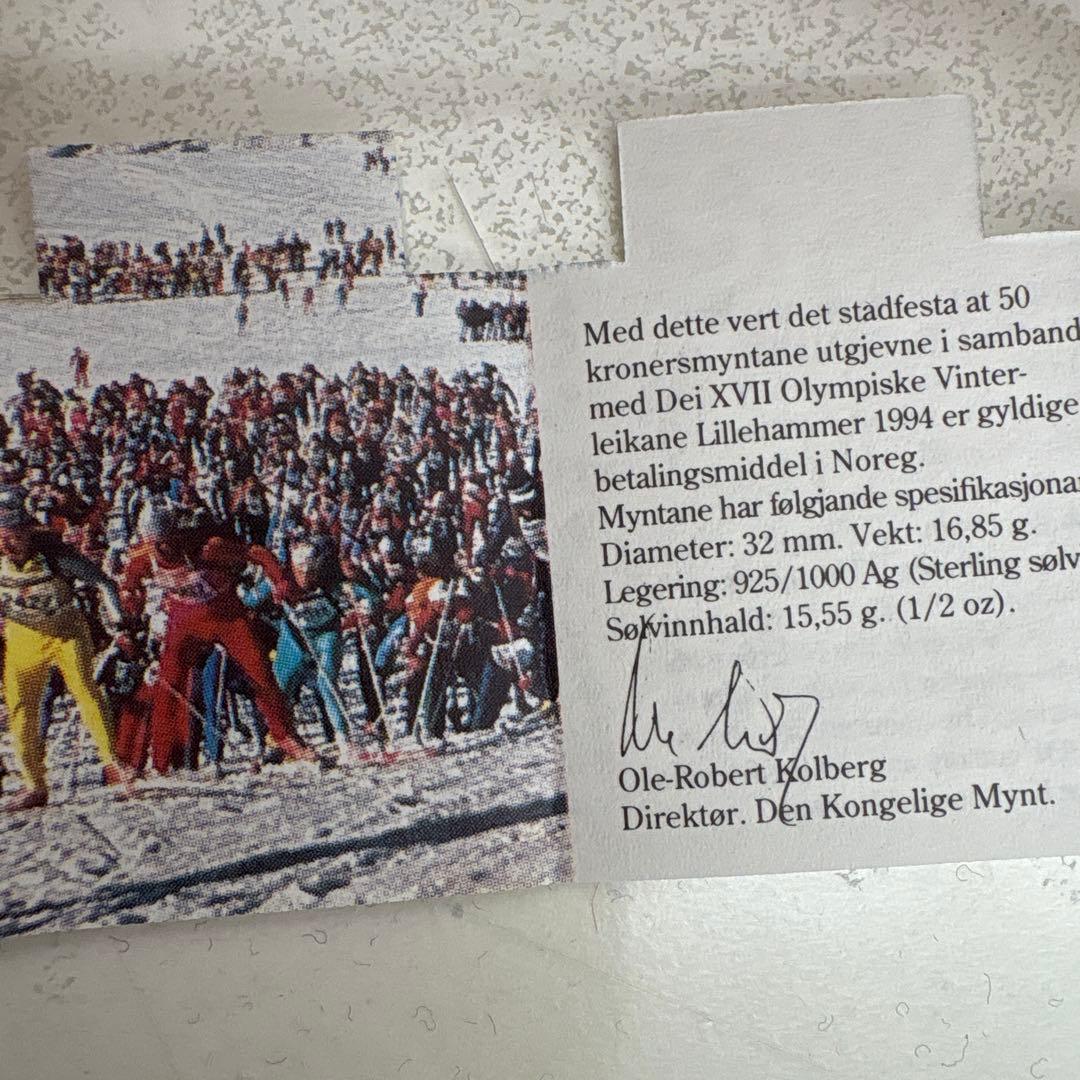 Med dette vert det stadfesta at 50
kronersmyntane utgjevne i samband
med Dei XVII Olympiske Vinter-
leikane Lillehammer 1994 er gyldige
betalingsmiddel i Noreg.
Myntane har følgjande spesifikasjonar
Diameter: 32 mm. Vekt: 16,85 g.
Legering: 925/1000 Ag (Sterling sølv
Sølvinnhald: 15,55 g. (1/2 oz).
Ole-Robert Kolberg
Direktør. Den Kongelige Mynt.